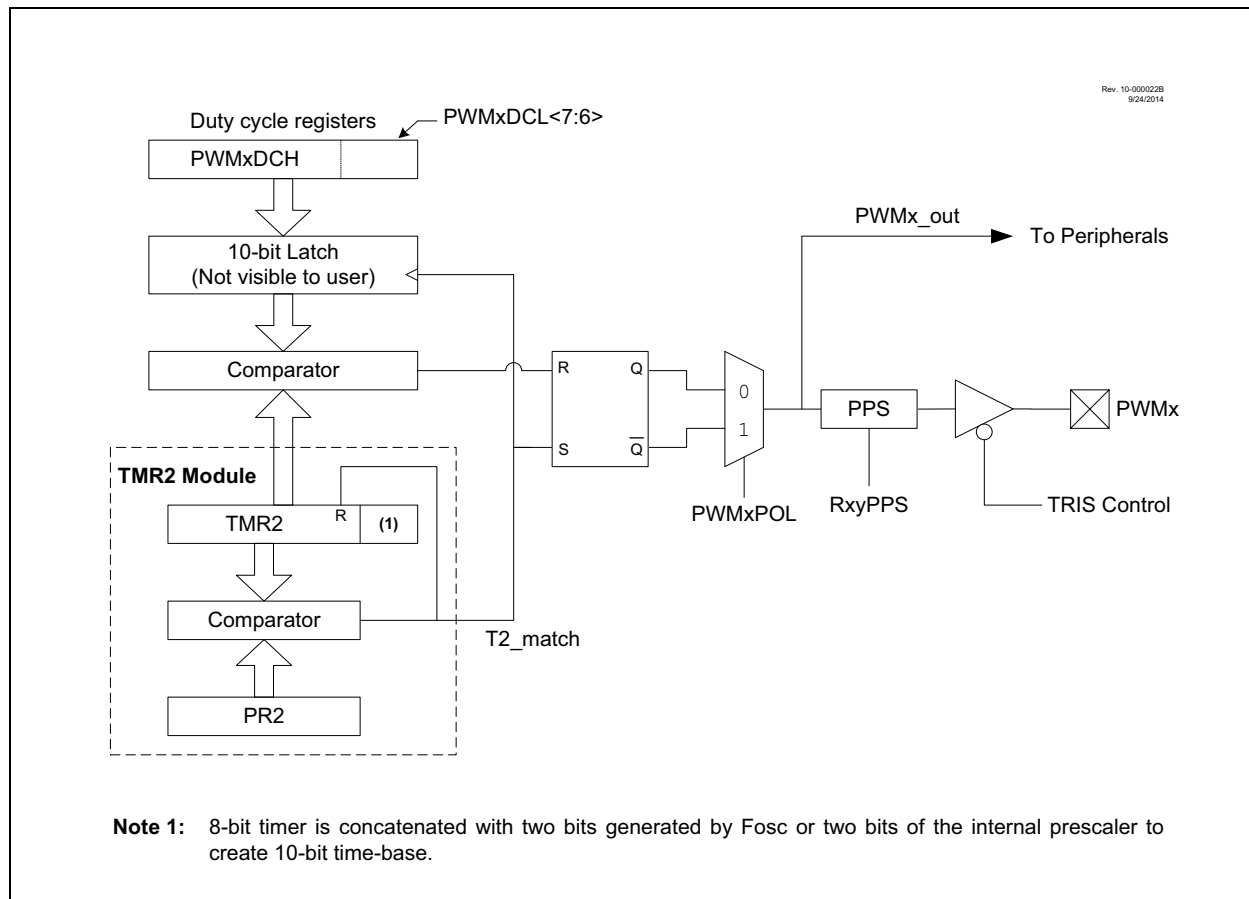 Rev. 10-000022B
9/24/2014
Duty cycle registers
PWMxDCL<7:6>
PWMxDCH
10-bit Latch
(Not visible to user)
Comparator
TMR2 Module
R
TMR2
(1)
Comparator
PR2
T2_match
R
Q
S
Q
0
1
PWMxPOL
PWMx_out
To Peripherals
PPS
RxyPPS
PWMx
TRIS Control
Note 1: 8-bit timer is concatenated with two bits generated by Fosc or two bits of the internal prescaler to
create 10-bit time-base.